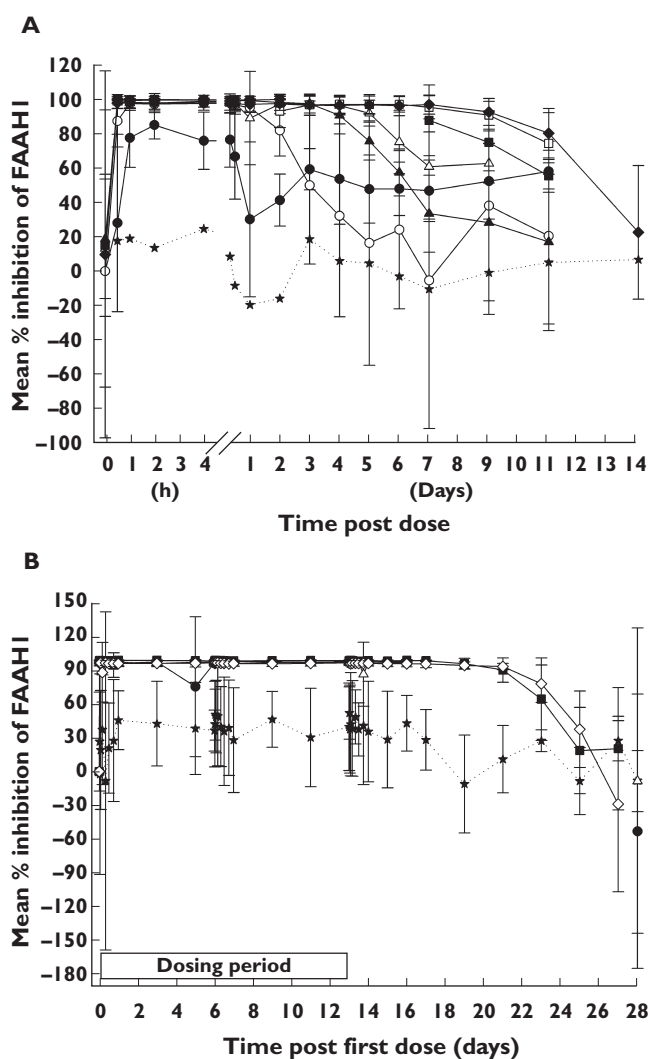 A
Mean % inhibition of FAAH1
120
100
80
60
40
20
0
−20
−40
−60
−80
−100
0 1 2 3 4 1 2 3 4 5 6 7 8 9 10 11 12 13 14
(h) (Days)
Time post dose
B
Mean % inhibition of FAAH1
150
120
90
60
30
0
−30
−60
−90
−120
−150
−180
Dosing period
0 2 4 6 8 10 12 14 16 18 20 22 24 26 28
Time post first dose (days)